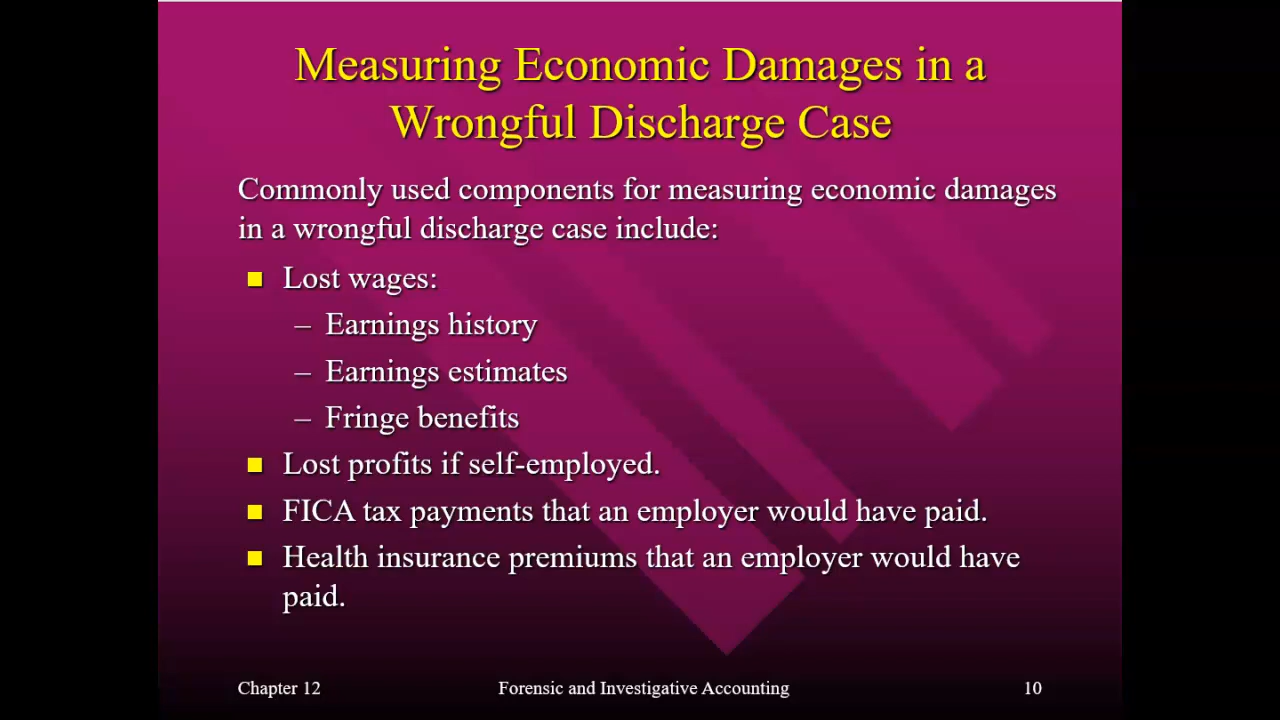 Measuring Economic Damages in a
Wrongful Discharge Case
Commonly used components for measuring economic damages
in a wrongful discharge case include:
■ Lost wages:
– Earnings history
– Earnings estimates
– Fringe benefits
■ Lost profits if self-employed.
■ FICA tax payments that an employer would have paid.
■ Health insurance premiums that an employer would have
paid.
Chapter 12 Forensic and Investigative Accounting 10